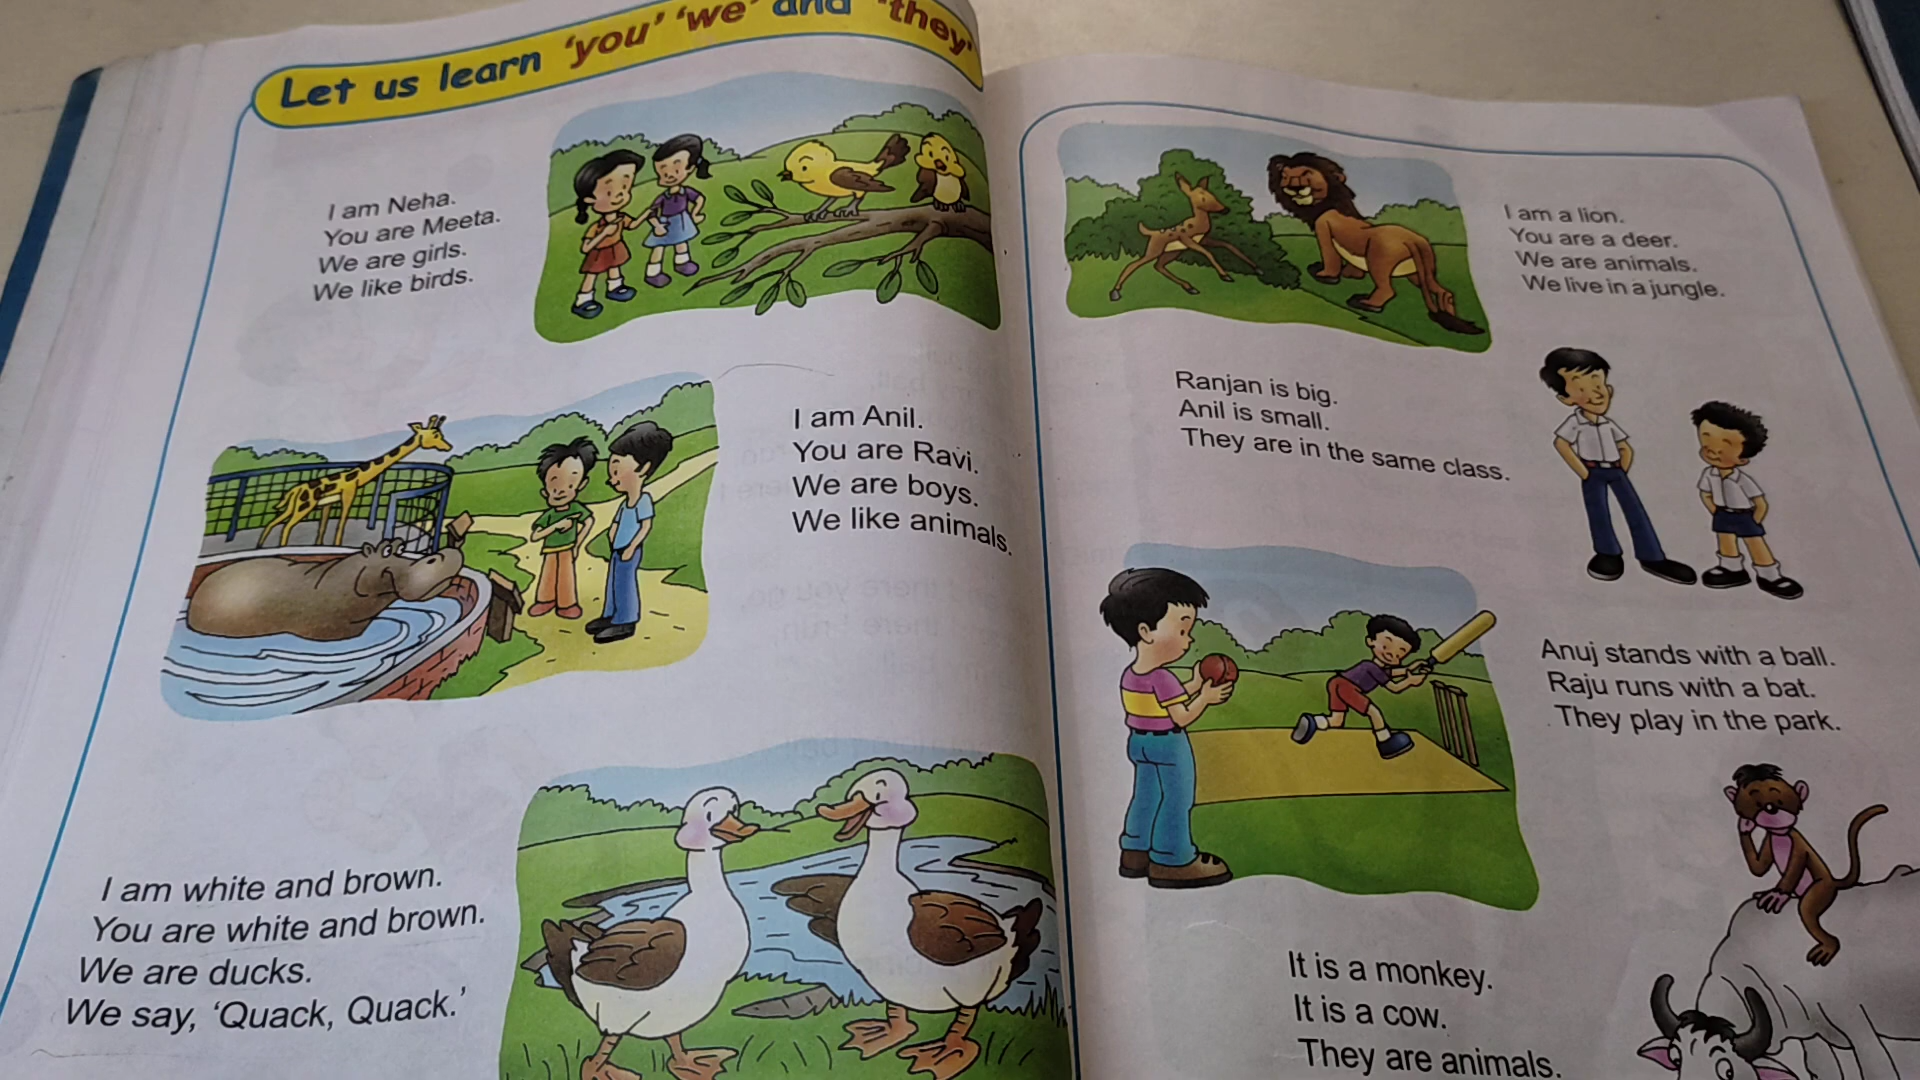 Let us learn 'you' 'we' and 'they'
I am Neha.
You are Meeta.
We are girls.
We like birds.
I am Anil.
You are Ravi.
We are boys.
We like animals.
I am white and brown.
You are white and brown.
We are ducks.
We say, 'Quack, Quack.'
I am a lion.
You are a deer.
We are animals.
We live in a jungle.
Ranjan is big.
Anil is small.
They are in the same class.
Anuj stands with a ball.
Raju runs with a bat.
They play in the park.
It is a monkey.
It is a cow.
They are animals.